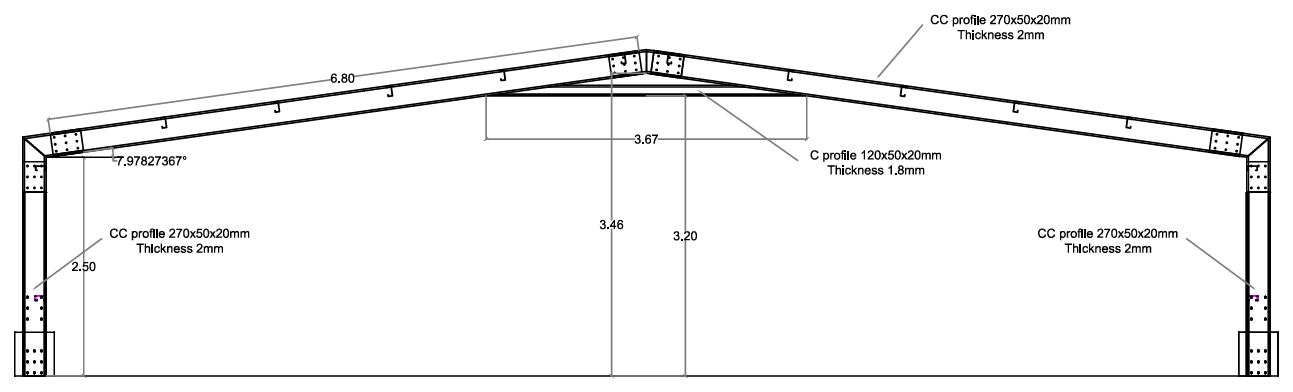 CC profile 270x50x20mm
Thickness 2mm
6.80
3.67
7.97827367°
C profile 120x50x20mm
Thickness 1.8mm
3.46
3.20
CC profile 270x50x20mm
Thickness 2mm
CC profile 270x50x20mm
Thickness 2mm
2.50